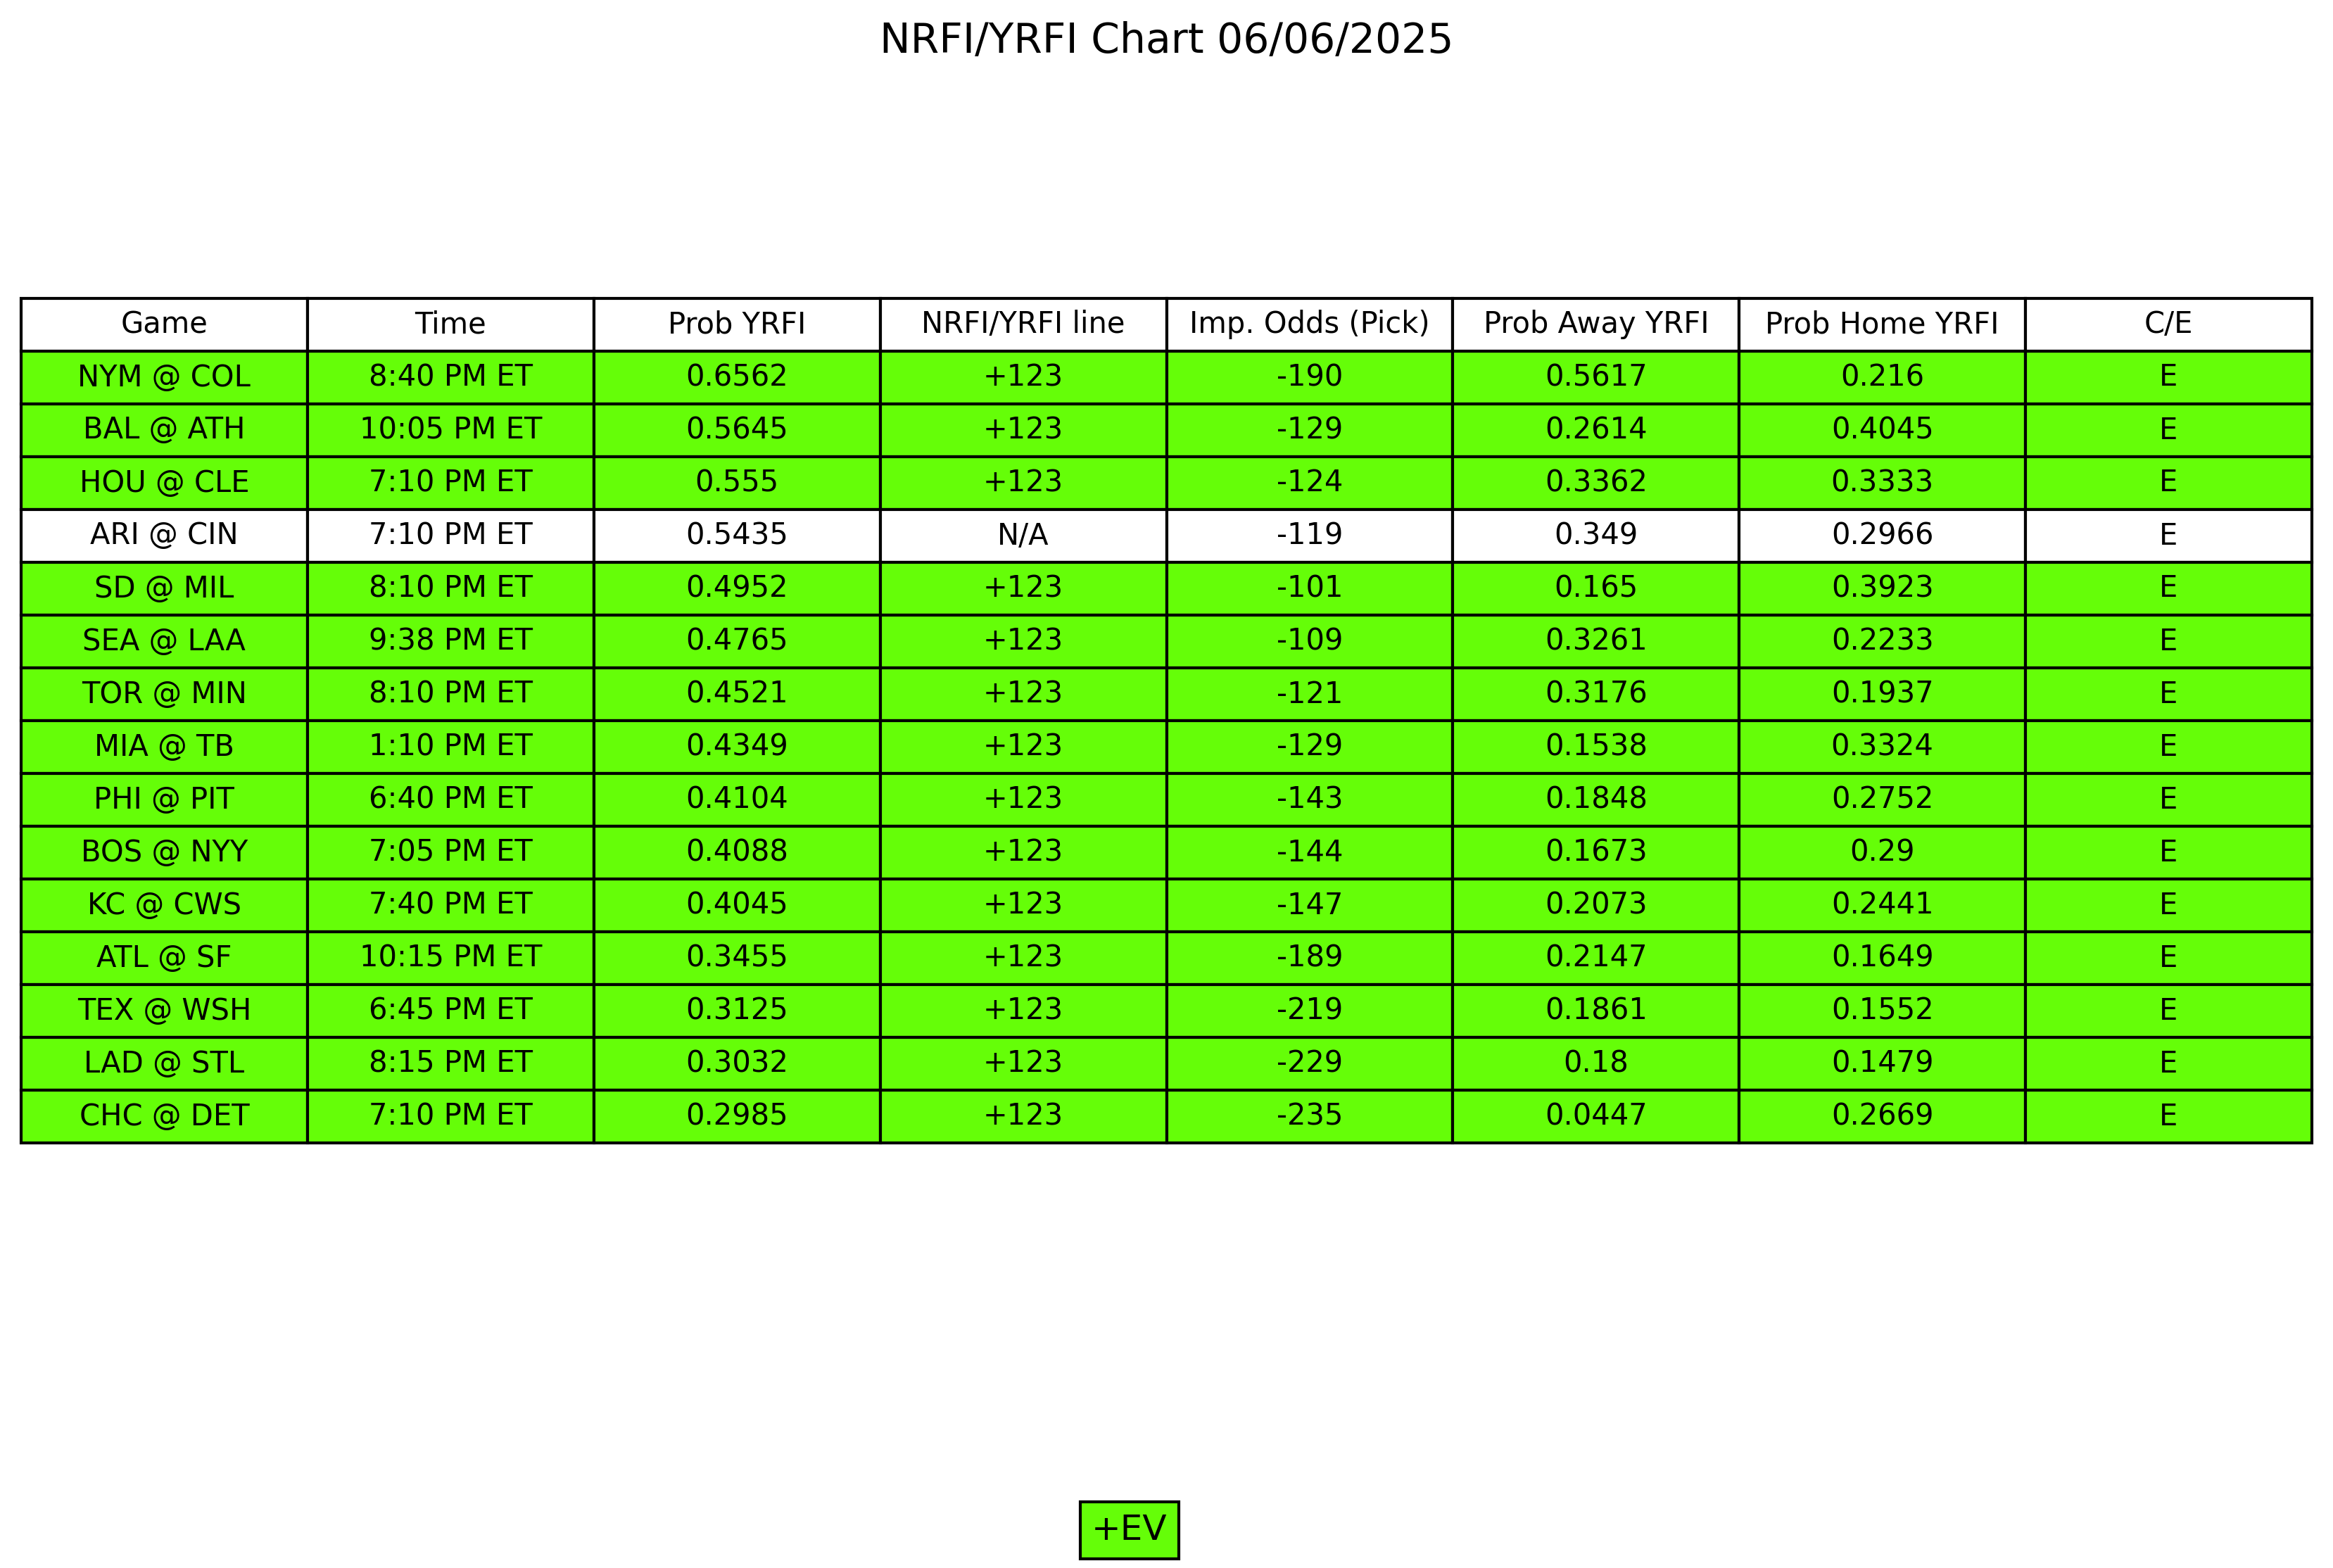 NRFI/YRFI Chart 06/06/2025
Game Time Prob YRFI NRFI/YRFI line Imp. Odds (Pick) Prob Away YRFI Prob Home YRFI C/E
NYM @ COL 8:40 PM ET 0.6562 +123 -190 0.5617 0.216 E
BAL @ ATH 10:05 PM ET 0.5645 +123 -129 0.2614 0.4045 E
HOU @ CLE 7:10 PM ET 0.555 +123 -124 0.3362 0.3333 E
ARI @ CIN 7:10 PM ET 0.5435 N/A -119 0.349 0.2966 E
SD @ MIL 8:10 PM ET 0.4952 +123 -101 0.165 0.3923 E
SEA @ LAA 9:38 PM ET 0.4765 +123 -109 0.3261 0.2233 E
TOR @ MIN 8:10 PM ET 0.4521 +123 -121 0.3176 0.1937 E
MIA @ TB 1:10 PM ET 0.4349 +123 -129 0.1538 0.3324 E
PHI @ PIT 6:40 PM ET 0.4104 +123 -143 0.1848 0.2752 E
BOS @ NYY 7:05 PM ET 0.4088 +123 -144 0.1673 0.29 E
KC @ CWS 7:40 PM ET 0.4045 +123 -147 0.2073 0.2441 E
ATL @ SF 10:15 PM ET 0.3455 +123 -189 0.2147 0.1649 E
TEX @ WSH 6:45 PM ET 0.3125 +123 -219 0.1861 0.1552 E
LAD @ STL 8:15 PM ET 0.3032 +123 -229 0.18 0.1479 E
CHC @ DET 7:10 PM ET 0.2985 +123 -235 0.0447 0.2669 E
+EV